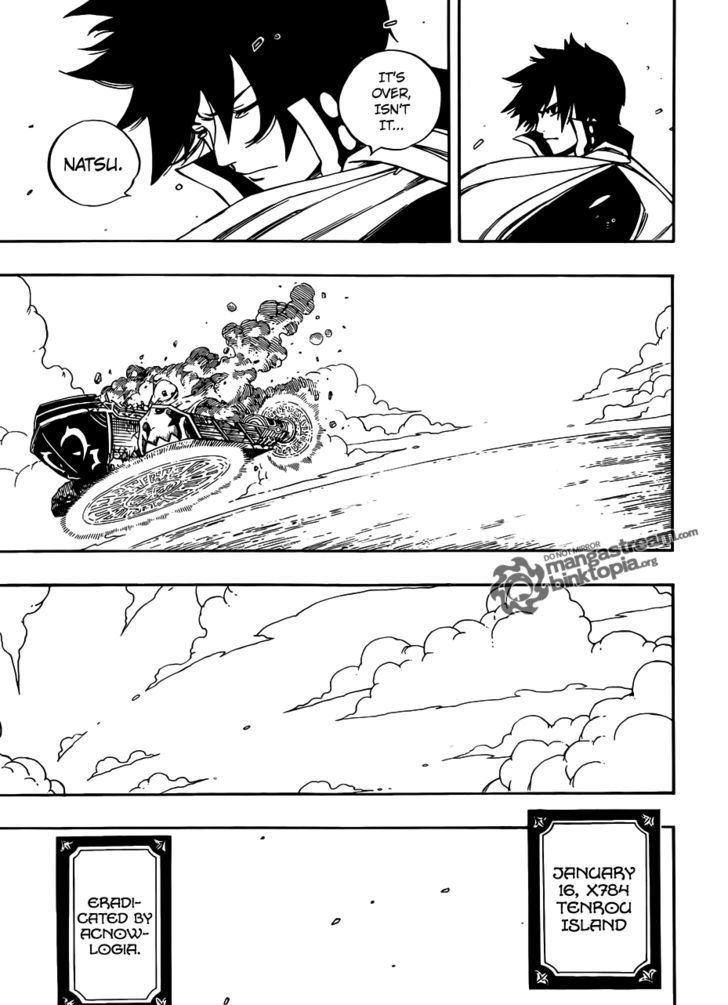 IT'S
OVER,
ISN'T
IT...
NATSU.
DO NOT MIRROR
mangastream.com
binktopia.org
JANUARY
16, X784
TENROU
ISLAND
ERADI-
CATED BY
ACNOW-
LOGIA.